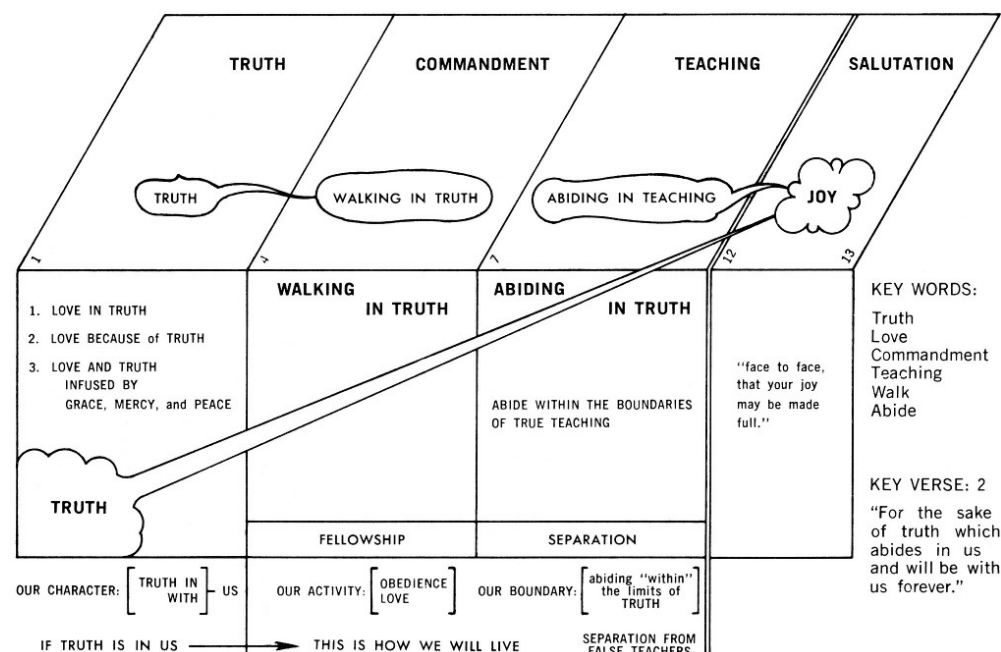 TRUTH
COMMANDMENT
TEACHING
SALUTATION
TRUTH
WALKING IN TRUTH
ABIDING IN TEACHING
JOY
1
4
7
12
13
1. LOVE IN TRUTH
2. LOVE BECAUSE of TRUTH
3. LOVE AND TRUTH
INFUSED BY
GRACE, MERCY, and PEACE
TRUTH
WALKING
IN TRUTH
ABIDING
IN TRUTH
ABIDE WITHIN THE BOUNDARIES
OF TRUE TEACHING
"face to face,
that your joy
may be made
full."
FELLOWSHIP
SEPARATION
KEY WORDS:
Truth
Love
Commandment
Teaching
Walk
Abide
KEY VERSE: 2
"For the sake
of truth which
abides in us
and will be with
us forever."
OUR CHARACTER: [TRUTH IN
WITH] US
OUR ACTIVITY: [OBEDIENCE
LOVE]
OUR BOUNDARY: [abiding "within"
the limits of
TRUTH]
IF TRUTH IS IN US
THIS IS HOW WE WILL LIVE
SEPARATION FROM
FALSE TEACHERS